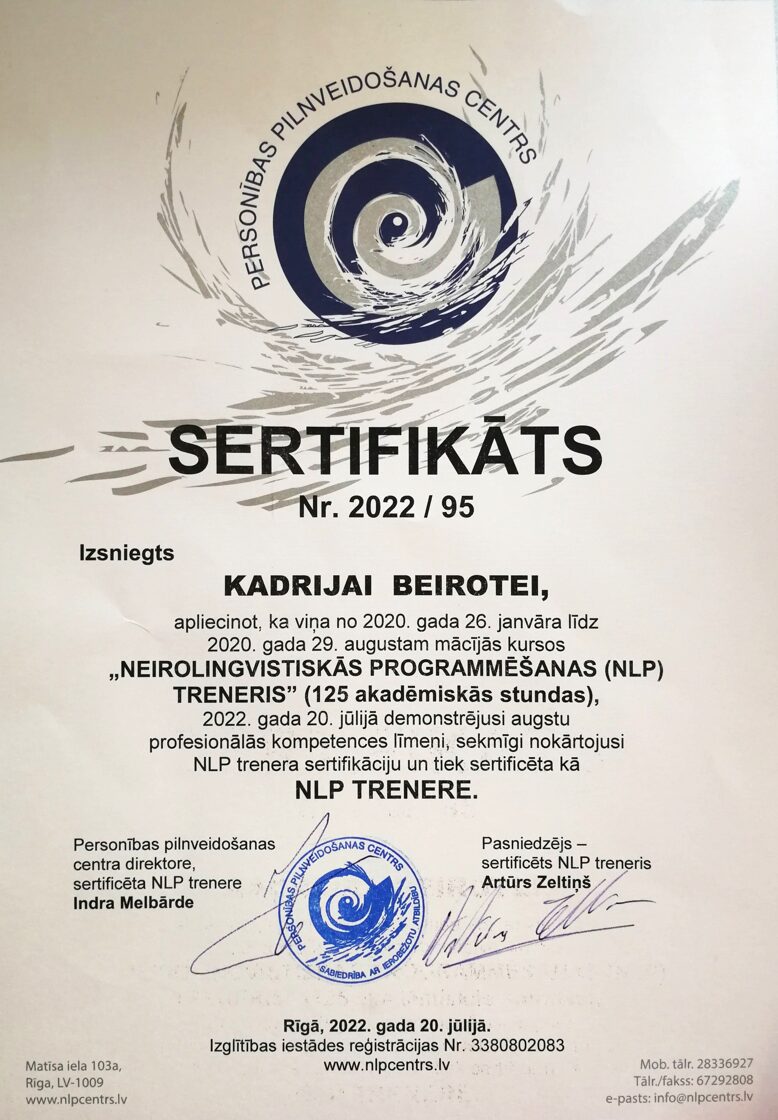 PERSONĪBAS PILNVEIDOŠANAS CENTRS
SERTIFIKĀTS
Nr. 2022 / 95
Izsniegts
KADRIJAI BEIROTEI,
apliecinot, ka viņa no 2020. gada 26. janvāra līdz
2020. gada 29. augustam mācījās kursos
„NEIROLINGVISTISKĀS PROGRAMMĒŠANAS (NLP)
TRENERIS” (125 akadēmiskās stundas),
2022. gada 20. jūlijā demonstrējusi augstu
profesionālās kompetences līmeni, sekmīgi nokārtojusi
NLP trenera sertifikāciju un tiek sertificēta kā
NLP TRENERE.
Personības pilnveidošanas
centra direktore,
sertificēta NLP trenere
Indra Melbārde
PERSONĪBAS PILNVEIDOŠANAS CENTRS
SABIEDRĪBA AR IEROBEŽOTU ATBILDĪBU
Pasniedzējs –
sertificēts NLP treneris
Artūrs Zeltiņš
Rīgā, 2022. gada 20. jūlijā.
Izglītības iestādes reģistrācijas Nr. 3380802083
www.nlpcentrs.lv
Matīsa iela 103a,
Rīga, LV-1009
www.nlpcentrs.lv
Mob. tālr. 28336927
Tālr./fakss: 67292808
e-pasts: info@nlpcentrs.lv